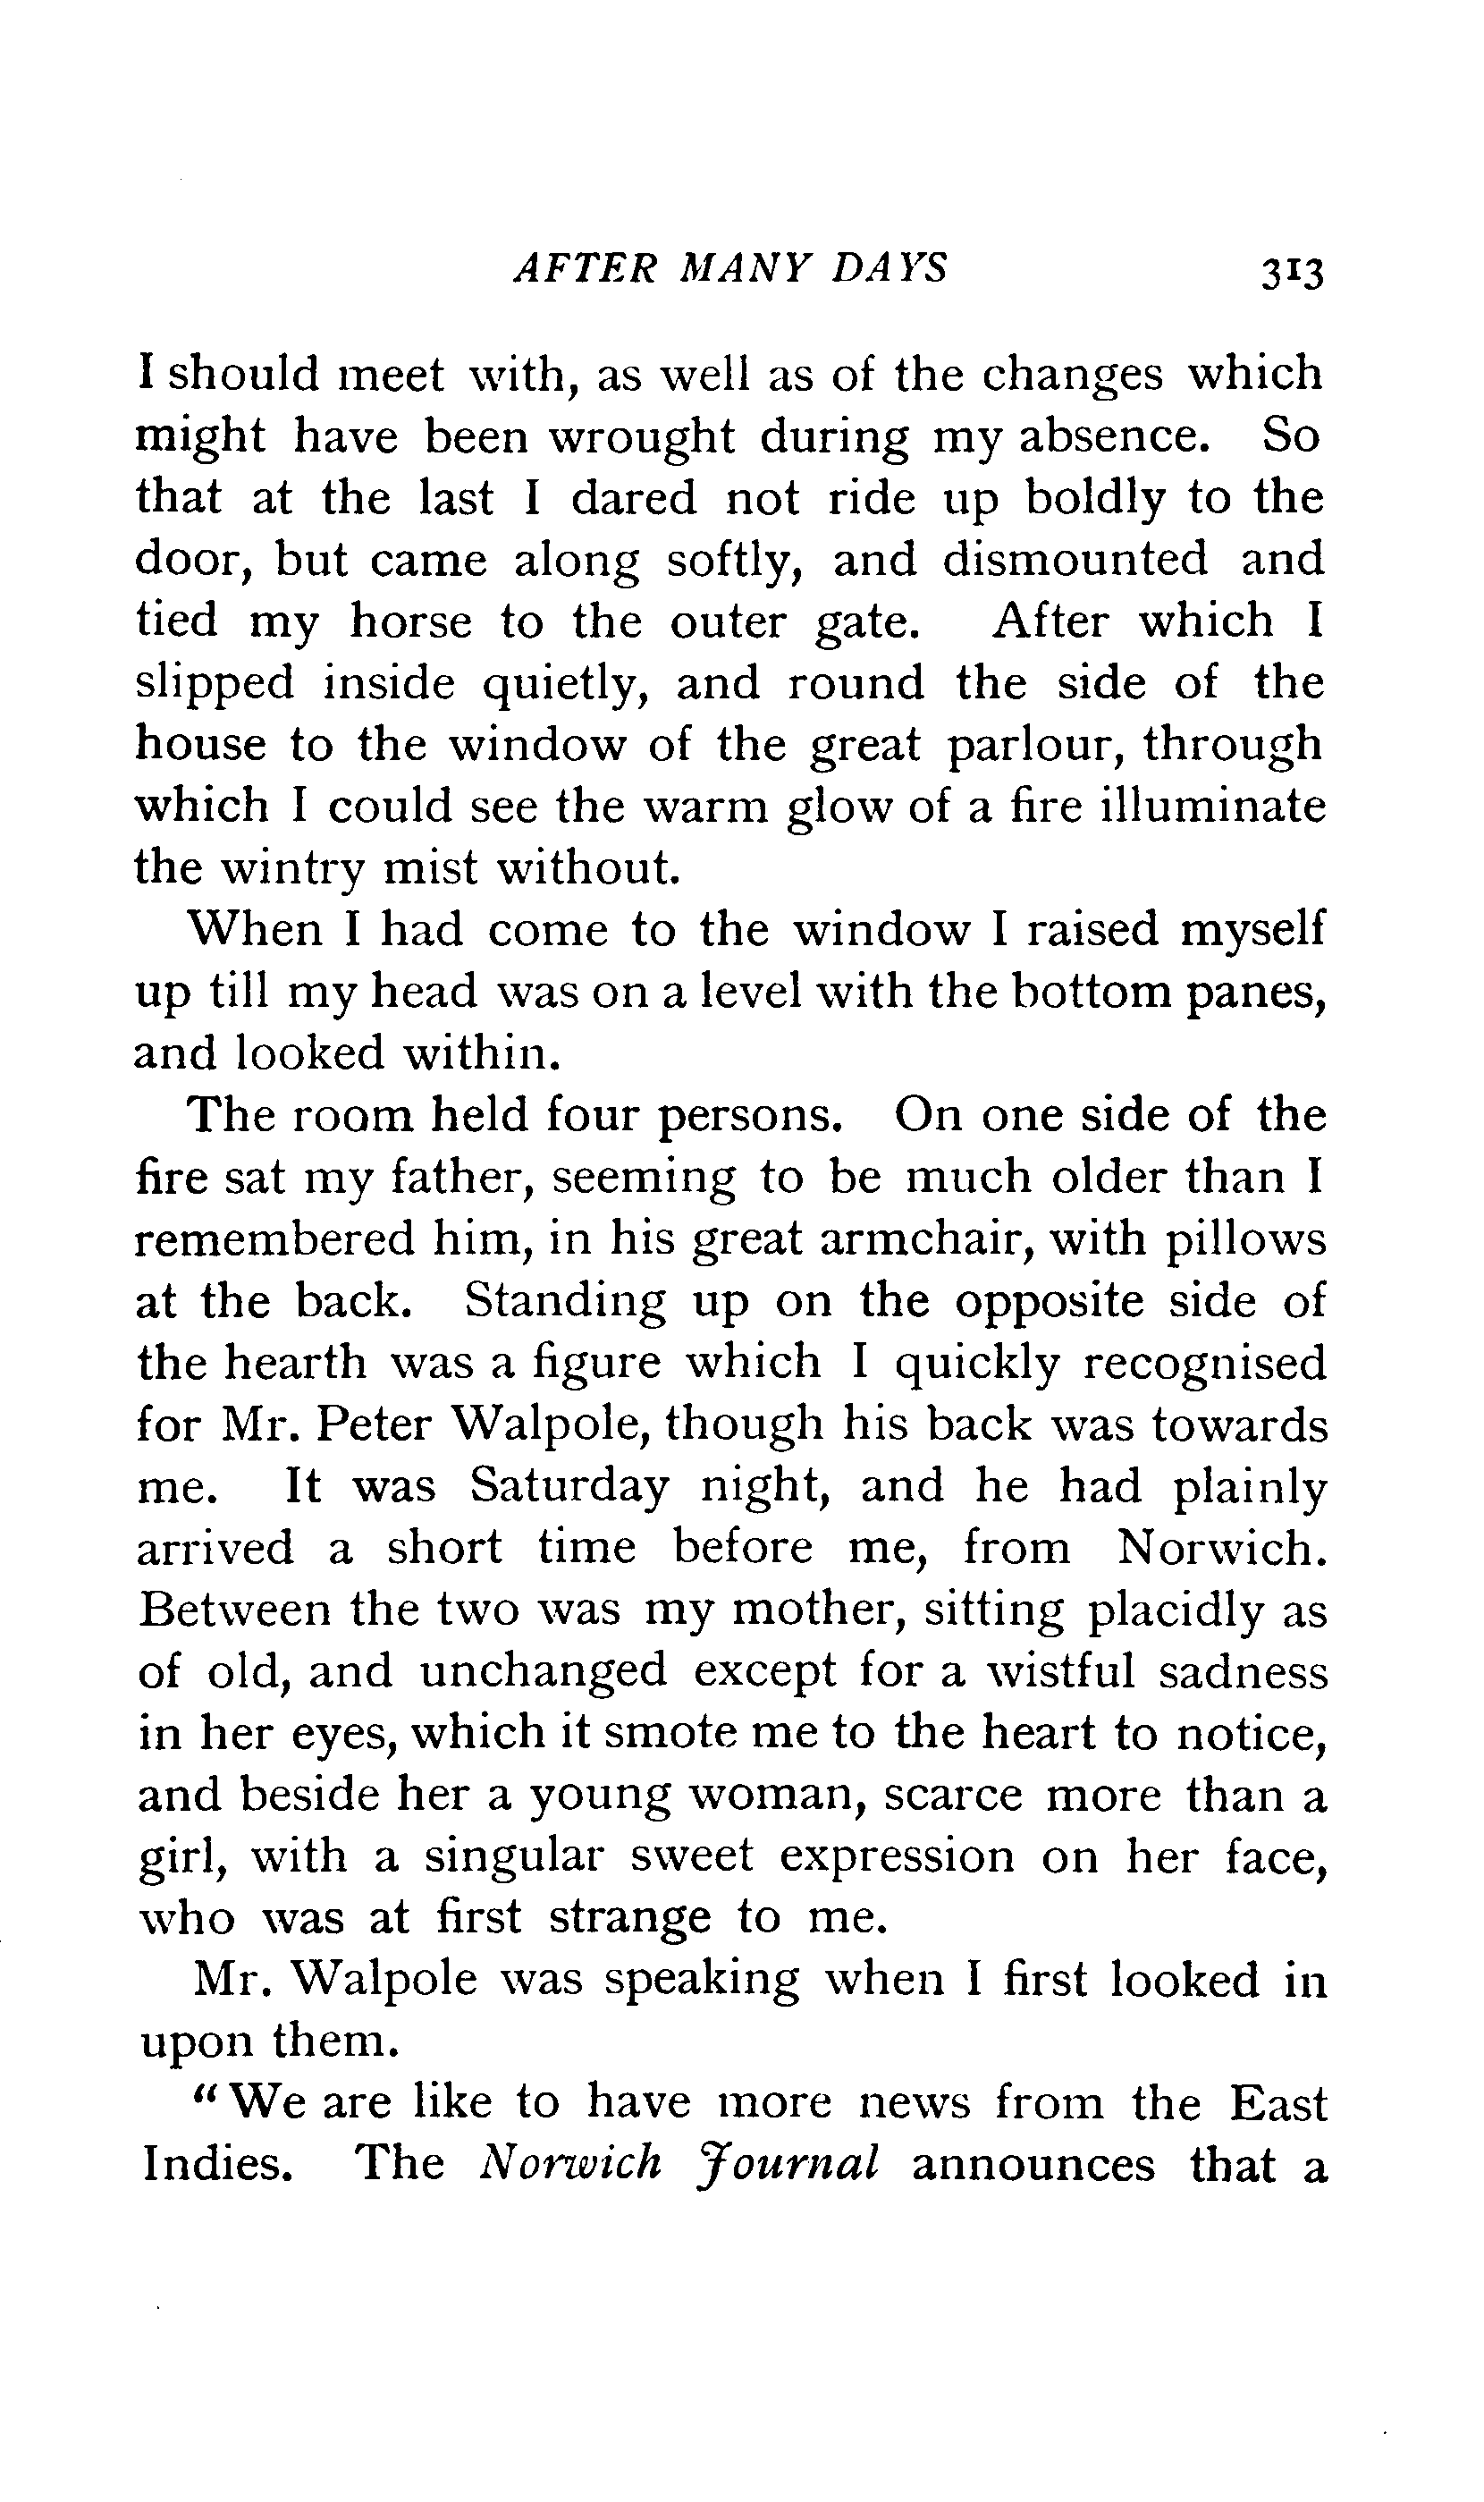 AFTER MANY DAYS 313
I should meet with, as well as of the changes which
might have been wrought during my absence. So
that at the last I dared not ride up boldly to the
door, but came along softly, and dismounted and
tied my horse to the outer gate. After which I
slipped inside quietly, and round the side of the
house to the window of the great parlour, through
which I could see the warm glow of a fire illuminate
the wintry mist without.
When I had come to the window I raised myself
up till my head was on a level with the bottom panes,
and looked within.
The room held four persons. On one side of the
fire sat my father, seeming to be much older than I
remembered him, in his great armchair, with pillows
at the back. Standing up on the opposite side of
the hearth was a figure which I quickly recognised
for Mr. Peter Walpole, though his back was towards
me. It was Saturday night, and he had plainly
arrived a short time before me, from Norwich.
Between the two was my mother, sitting placidly as
of old, and unchanged except for a wistful sadness
in her eyes, which it smote me to the heart to notice,
and beside her a young woman, scarce more than a
girl, with a singular sweet expression on her face,
who was at first strange to me.
Mr. Walpole was speaking when I first looked in
upon them.
"We are like to have more news from the East
Indies. The Norwich Journal announces that a